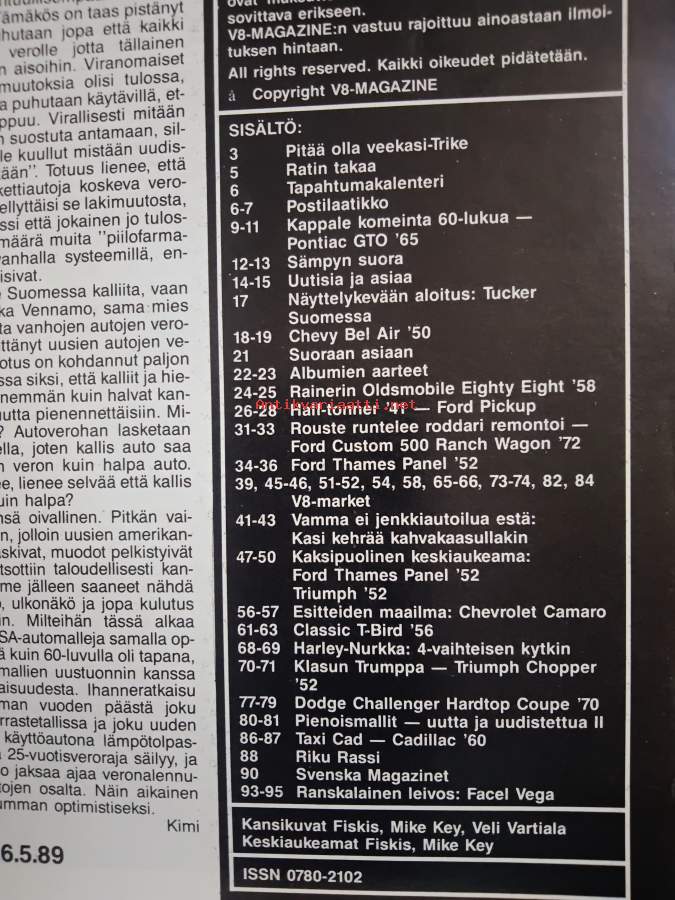 Tämäkös on taas pistänyt
hutaan jopa että kaikki
verolle jotta tällainen
aisoihin. Viranomaiset
muutoksia olisi tulossa,
a puhutaan käytävillä, et-
ppuu. Virallisesti mitään
suostuta antamaan, sil-
le kuullut mistään uudis-
tään". Totuus lienee, että
kettiautoja koskeva vero-
ellyttäisi se lakimuutosta,
ssi että jokainen jo tulos-
määrä muita "piilofarma-
vanhalla systeemillä, en-
isivat.
Suomessa kalliita, vaan
ka Vennamo, sama mies
ta vanhojen autojen vero-
ttänyt uusien autojen ve-
otus on kohdannut paljon
ssa siksi, että kalliit ja hie-
nemmän kuin halvat kan-
utta pienennettäisiin. Mi-
? Autoverohan lasketaan
ella, joten kallis auto saa
n veron kuin halpa auto.
ee, lienee selvää että kallis
uin halpa?
nsä oivallinen. Pitkän vai-
n, jolloin uusien amerikan-
askivat, muodot pelkistyivät
tsottiin taloudellisesti kan-
me jälleen saaneet nähdä
o, ulkonäkö ja jopa kulutus
in. Milteihän tässä alkaa
SA-automalleja samalla op-
ä kuin 60-luvulla oli tapana,
mallien uustuonnin kanssa
aisuudesta. Ihanneratkaisu
man vuoden päästä joku
rrastetallissa ja joku uuden
käyttöautona lämpötolpas-
25-vuotisveroraja säilyy, ja
o jaksaa ajaa veronalennu-
tojen osalta. Näin aikainen
umman optimistiseksi.
Kimi
6.5.89
sovittava erikseen.
V8-MAGAZINE:n vastuu rajoittuu ainoastaan ilmoi-
tuksen hintaan.
All rights reserved. Kaikki oikeudet pidätetään.
å Copyright V8-MAGAZINE
SISÄLTÖ:
3 Pitää olla veekasi-Trike
5 Ratin takaa
6 Tapahtumakalenteri
6-7 Postilaatikko
9-11 Kappale komeinta 60-lukua —
Pontiac GTO '65
12-13 Sämpyn suora
14-15 Uutisia ja asiaa
17 Näyttelykevään aloitus: Tucker
Suomessa
18-19 Chevy Bel Air '50
21 Suoraan asiaan
22-23 Albumien aarteet
24-25 Rainerin Oldsmobile Eighty Eight '58
26-28 — Ford Pickup
Antikvariaatti.net
31-33 Rouste runtelee roddari remontoi —
Ford Custom 500 Ranch Wagon '72
34-36 Ford Thames Panel '52
39, 45-46, 51-52, 54, 58, 65-66, 73-74, 82, 84
V8-market
41-43 Vamma ei jenkkiautoilua estä:
Kasi kehrää kahvakaasullakin
47-50 Kaksipuolinen keskiaukeama:
Ford Thames Panel '52
Triumph '52
56-57 Esitteiden maailma: Chevrolet Camaro
61-63 Classic T-Bird '56
68-69 Harley-Nurkka: 4-vaihteisen kytkin
70-71 Klasun Trumppa — Triumph Chopper
'52
77-79 Dodge Challenger Hardtop Coupe '70
80-81 Pienoismallit — uutta ja uudistettua II
86-87 Taxi Cad — Cadillac '60
88 Riku Rassi
90 Svenska Magazinet
93-95 Ranskalainen leivos: Facel Vega
Kansikuvat Fiskis, Mike Key, Veli Vartiala
Keskiaukeamat Fiskis, Mike Key
ISSN 0780-2102